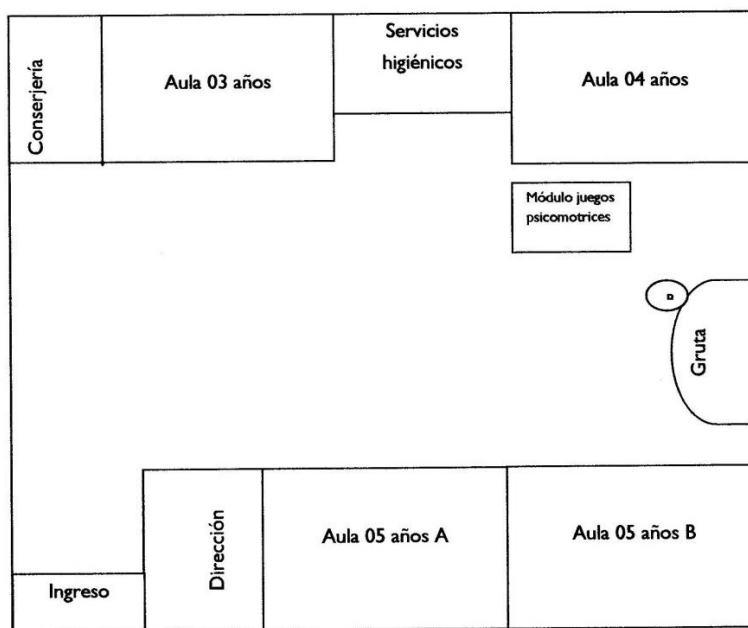 Conserjería
Aula 03 años
Servicios
higiénicos
Aula 04 años
Módulo juegos
psicomotrices
Gruta
Ingreso
Dirección
Aula 05 años A
Aula 05 años B